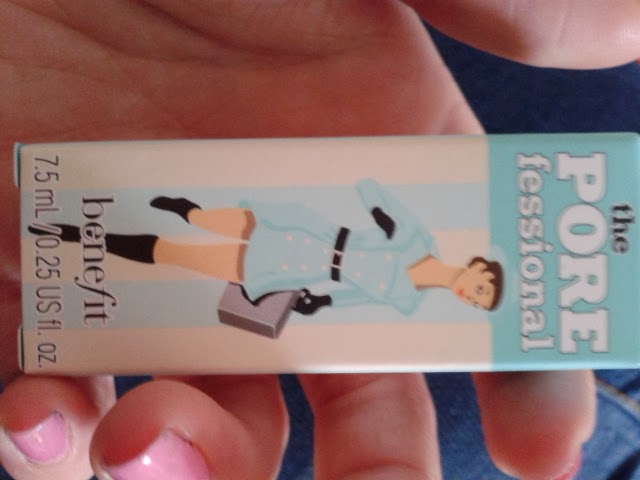 the
PORE
fessional
benefit
7.5 mL/0.25 US fl. oz.